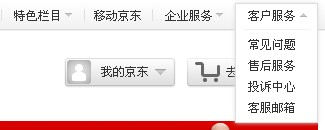 特色栏目 移动京东 企业服务 客户服务
常见问题
售后服务
投诉中心
客服邮箱
我的京东 去